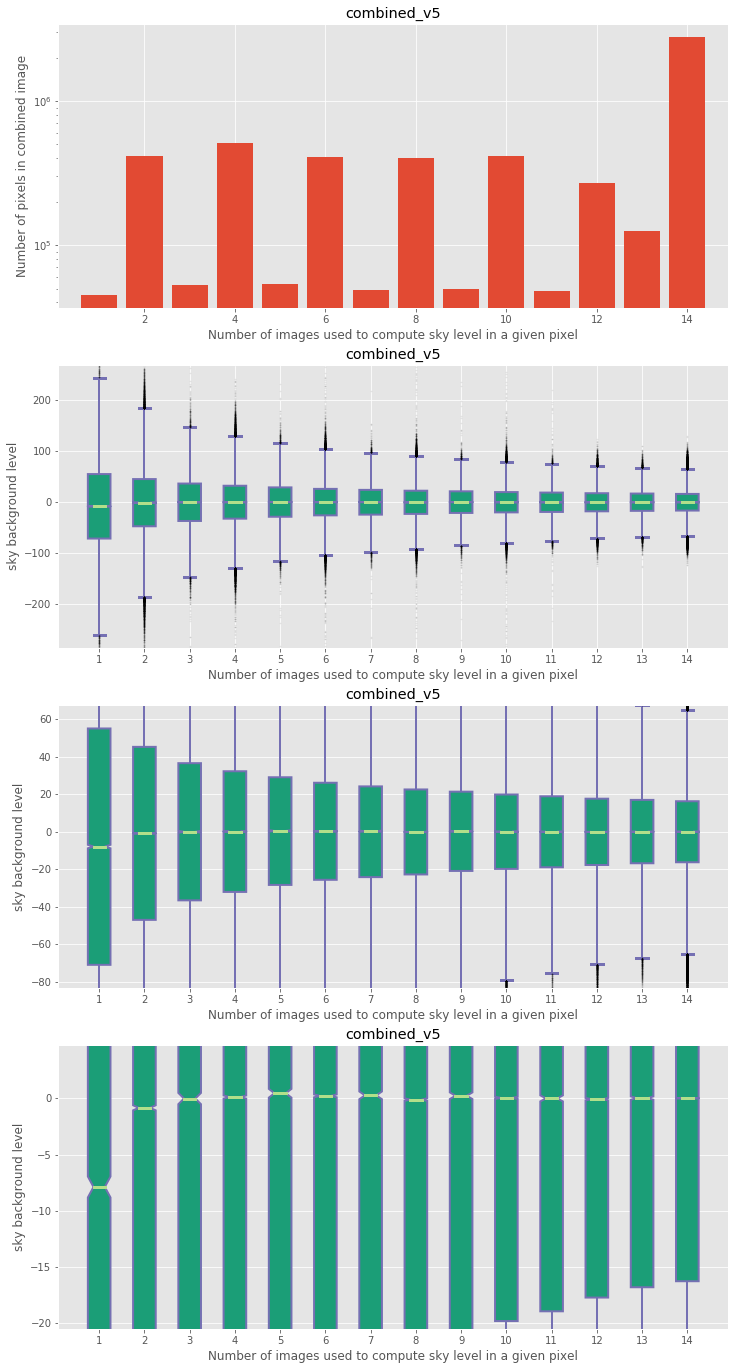 combined_v5
Number of pixels in combined image
10^6
10^5
2 4 6 8 10 12 14
Number of images used to compute sky level in a given pixel
combined_v5
sky background level
200
100
0
−100
−200
1 2 3 4 5 6 7 8 9 10 11 12 13 14
Number of images used to compute sky level in a given pixel
combined_v5
sky background level
60
40
20
0
−20
−40
−60
−80
1 2 3 4 5 6 7 8 9 10 11 12 13 14
Number of images used to compute sky level in a given pixel
combined_v5
sky background level
0
−5
−10
−15
−20
1 2 3 4 5 6 7 8 9 10 11 12 13 14
Number of images used to compute sky level in a given pixel